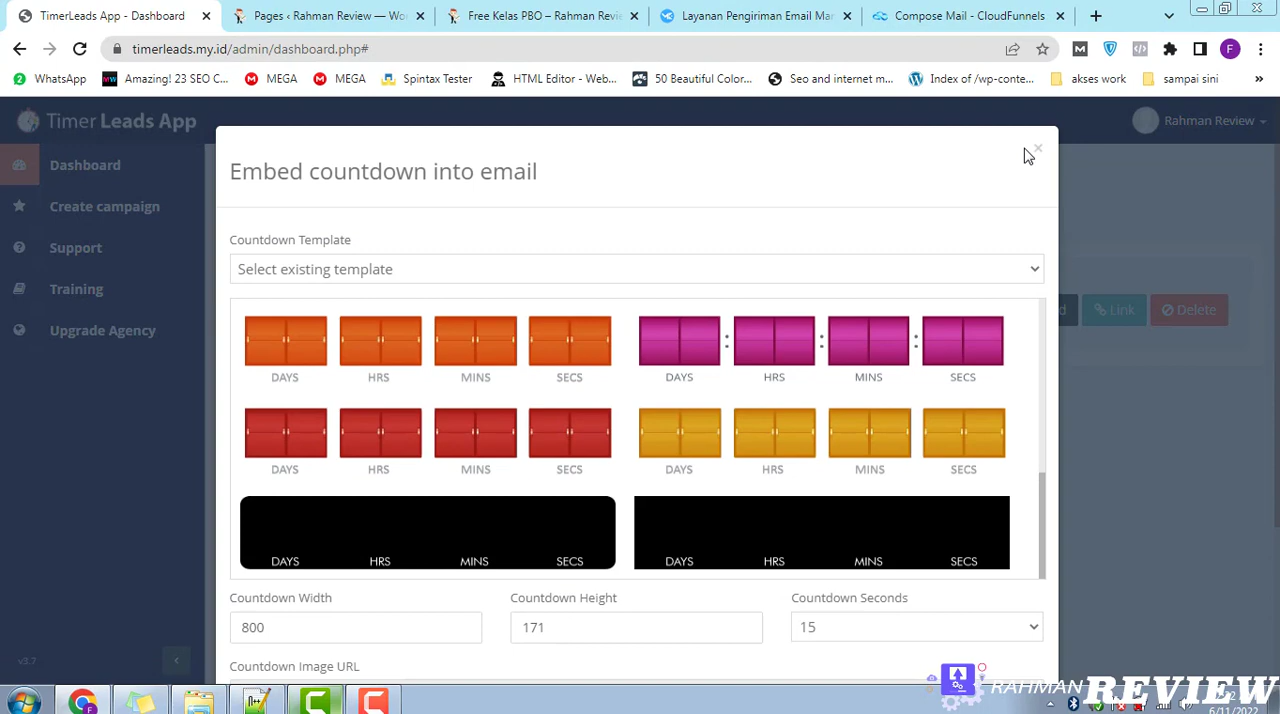 TimerLeads App - Dashboard
Pages ‹ Rahman Review — Wo
Free Kelas PBO – Rahman Revie
Layanan Pengiriman Email Mar
Compose Mail - CloudFunnels
timerleads.my.id/admin/dashboard.php#
F
WhatsApp
Amazing! 23 SEO C...
MEGA
MEGA
Spintax Tester
HTML Editor - Web...
50 Beautiful Color...
Seo and internet m...
Index of /wp-conte...
akses work
sampai sini
»
Timer Leads App
Rahman Review
Dashboard
Create campaign
Support
Training
Upgrade Agency
v3.7
Embed countdown into email
×
Countdown Template
Select existing template
DAYS HRS MINS SECS DAYS : HRS : MINS : SECS
DAYS HRS MINS SECS DAYS HRS MINS SECS
DAYS HRS MINS SECS DAYS HRS MINS SECS
Link
Delete
Countdown Width
800
Countdown Height
171
Countdown Seconds
15
Countdown Image URL
RAHMAN REVIEW
6/11/2022